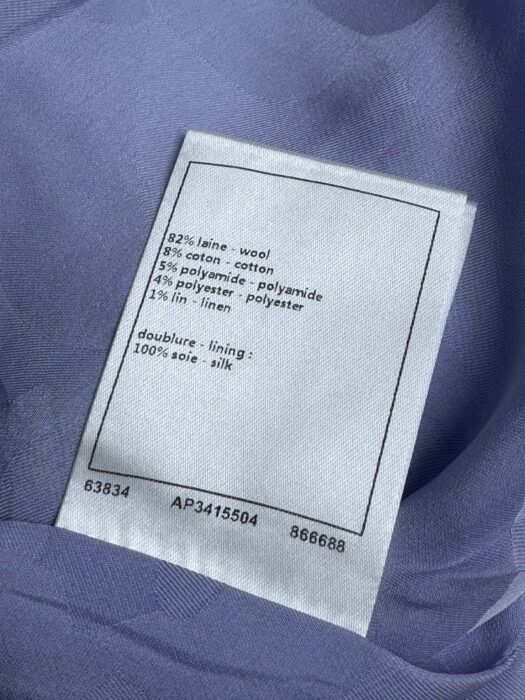 82% laine - wool
8% coton - cotton
5% polyamide - polyamide
4% polyester - polyester
1% lin - linen
doublure - lining :
100% soie - silk
63834 AP3415504 866688